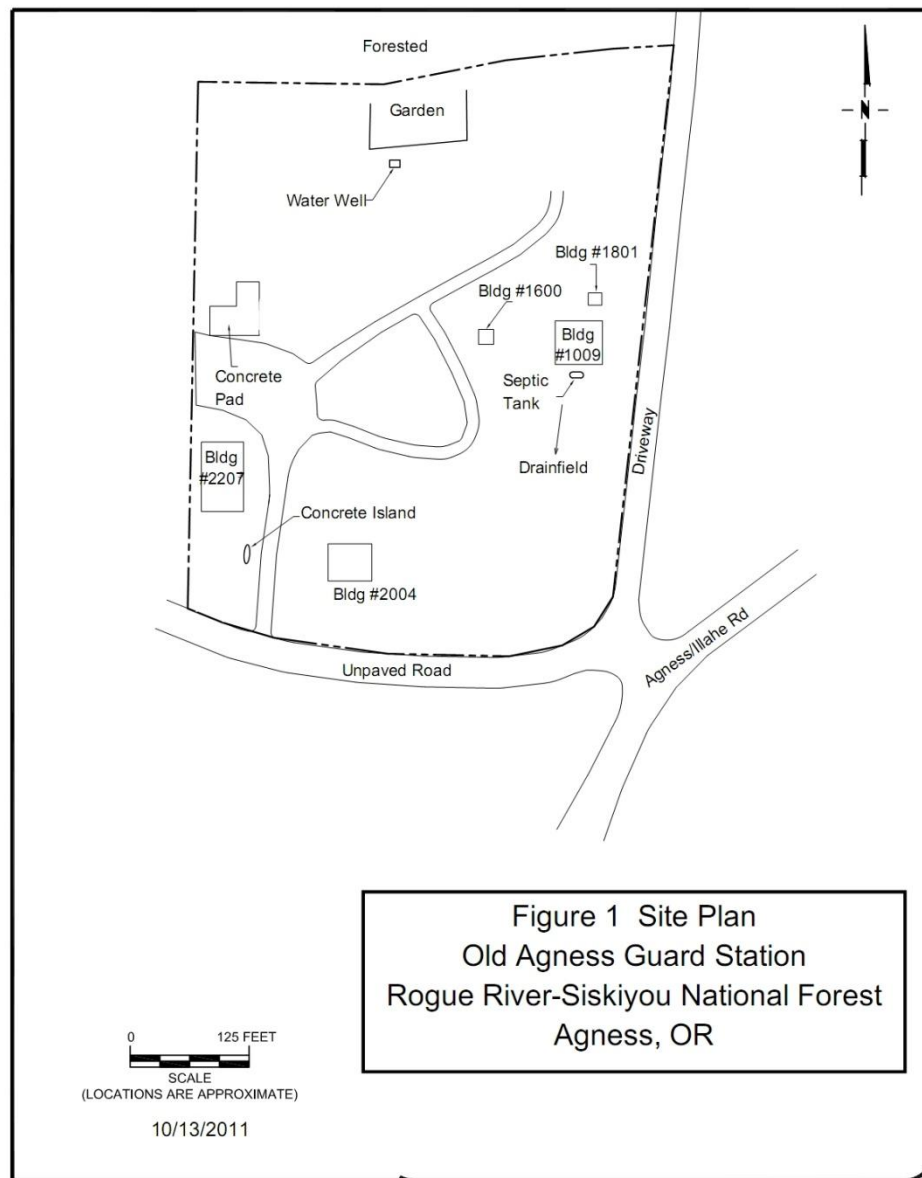 Forested
Garden
N
Water Well
Bldg #1801
Bldg #1600
Bldg
#1009
Concrete
Pad
Septic
Tank
Drainfield
Driveway
Bldg
#2207
Concrete Island
Bldg #2004
Unpaved Road
Agness/Illahe Rd
Figure 1 Site Plan
Old Agness Guard Station
Rogue River-Siskiyou National Forest
Agness, OR
0 125 FEET
SCALE
(LOCATIONS ARE APPROXIMATE)
10/13/2011